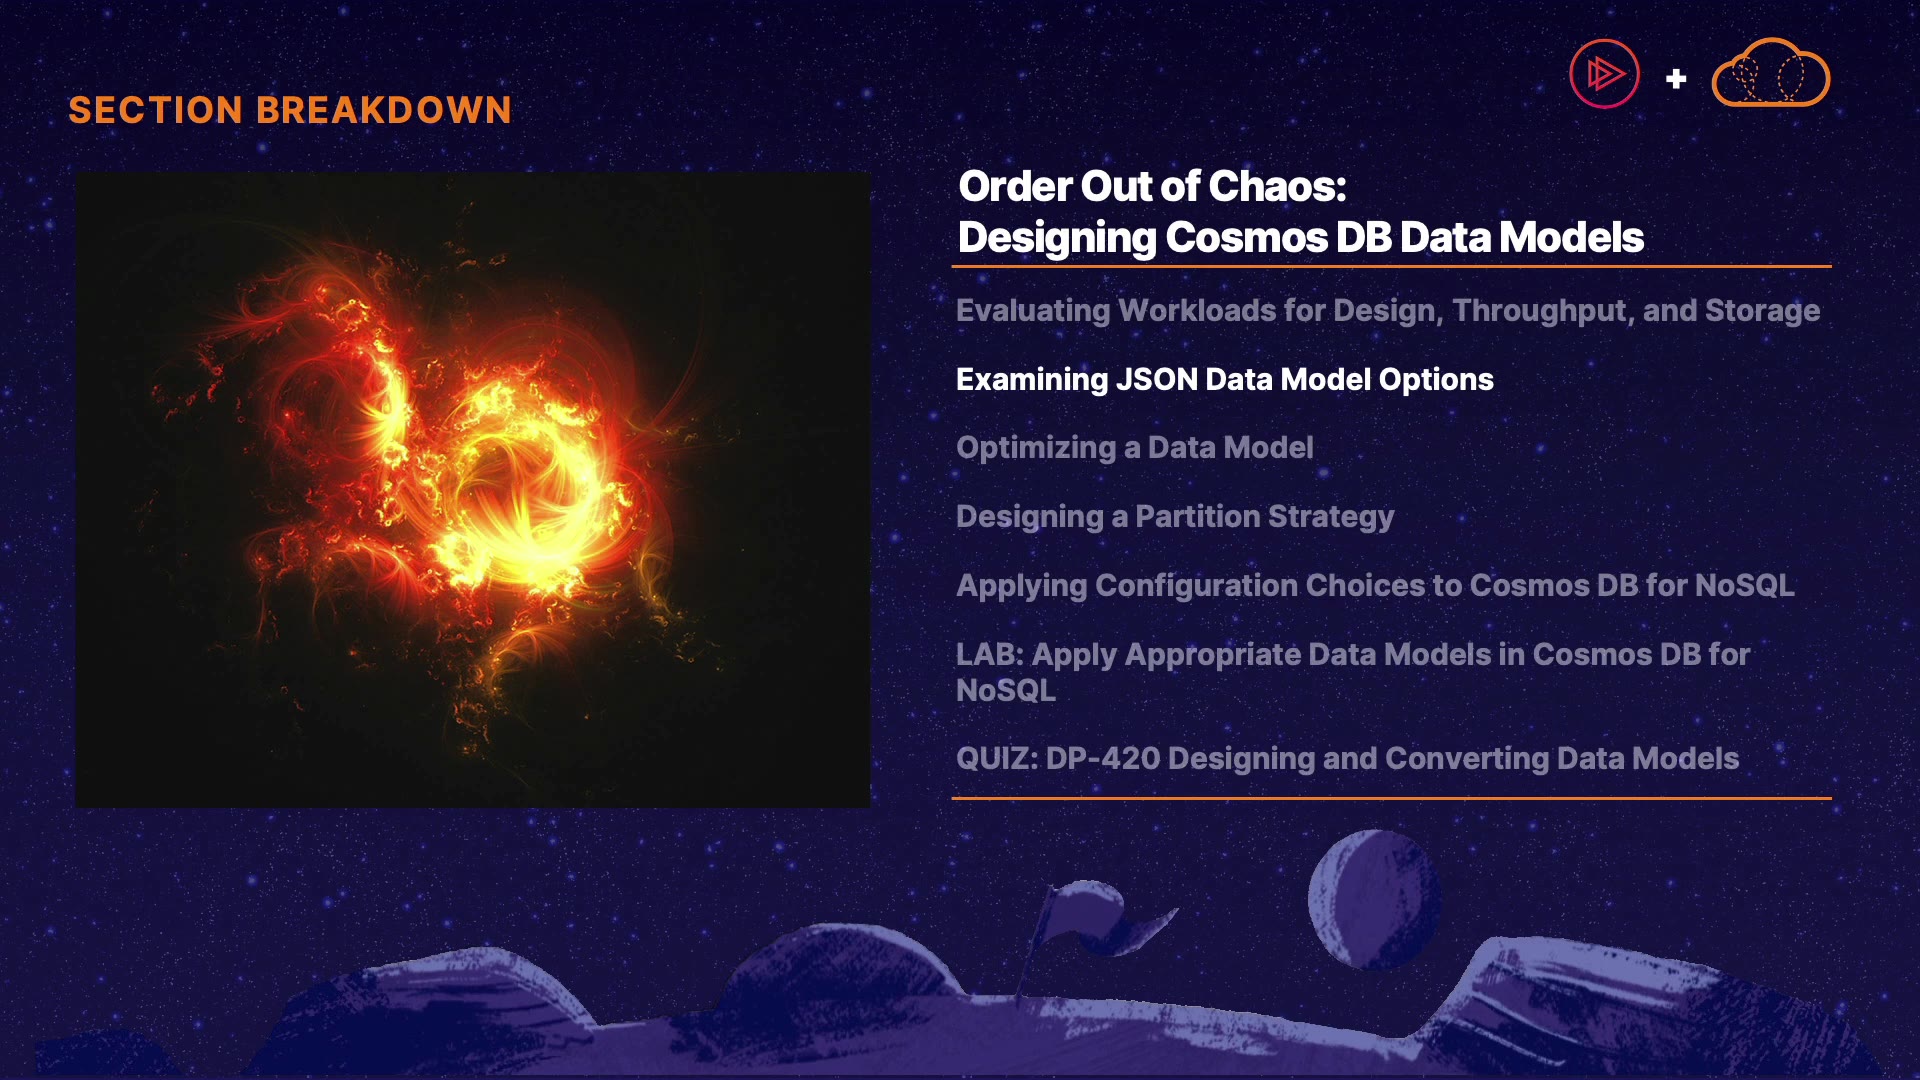 SECTION BREAKDOWN
+
Order Out of Chaos:
Designing Cosmos DB Data Models
Evaluating Workloads for Design, Throughput, and Storage
Examining JSON Data Model Options
Optimizing a Data Model
Designing a Partition Strategy
Applying Configuration Choices to Cosmos DB for NoSQL
LAB: Apply Appropriate Data Models in Cosmos DB for
NoSQL
QUIZ: DP-420 Designing and Converting Data Models